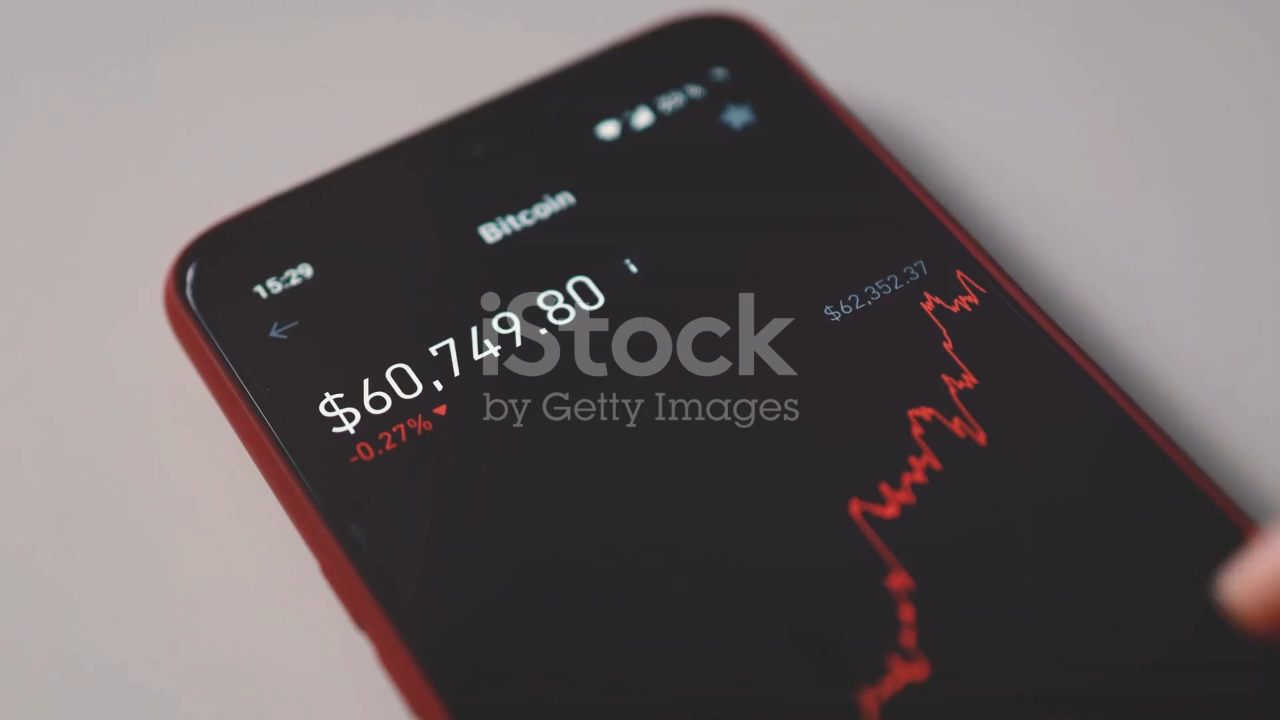 15:29
Bitcoin
$60,749.80 i
-0.27%
$62,352.37
iStock
by Getty Images